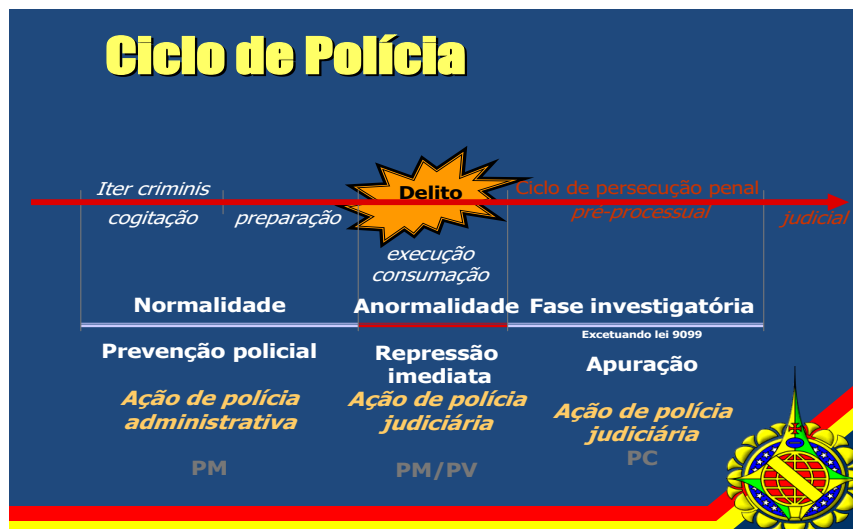 Ciclo de Polícia
Iter criminis
Delito
Ciclo de persecução penal
cogitação
preparação
pré-processual
judicial
execução
consumação
Normalidade
Anormalidade
Fase investigatória
Excetuando lei 9099
Prevenção policial
Repressão
imediata
Apuração
Ação de polícia
administrativa
Ação de polícia
judiciária
Ação de polícia
judiciária
PM
PM/PV
PC